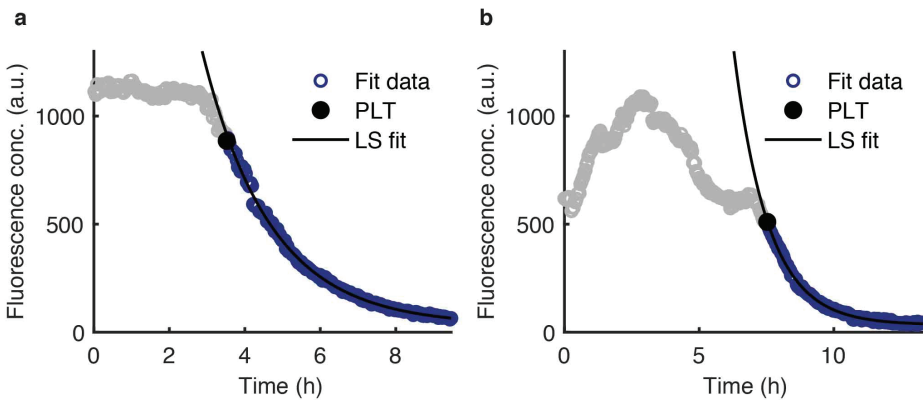 a
Fluorescence conc. (a.u.)
1000
500
0
0 2 4 6 8
Time (h)
Fit data
PLT
LS fit
b
Fluorescence conc. (a.u.)
1000
500
0
0 5 10
Time (h)
Fit data
PLT
LS fit